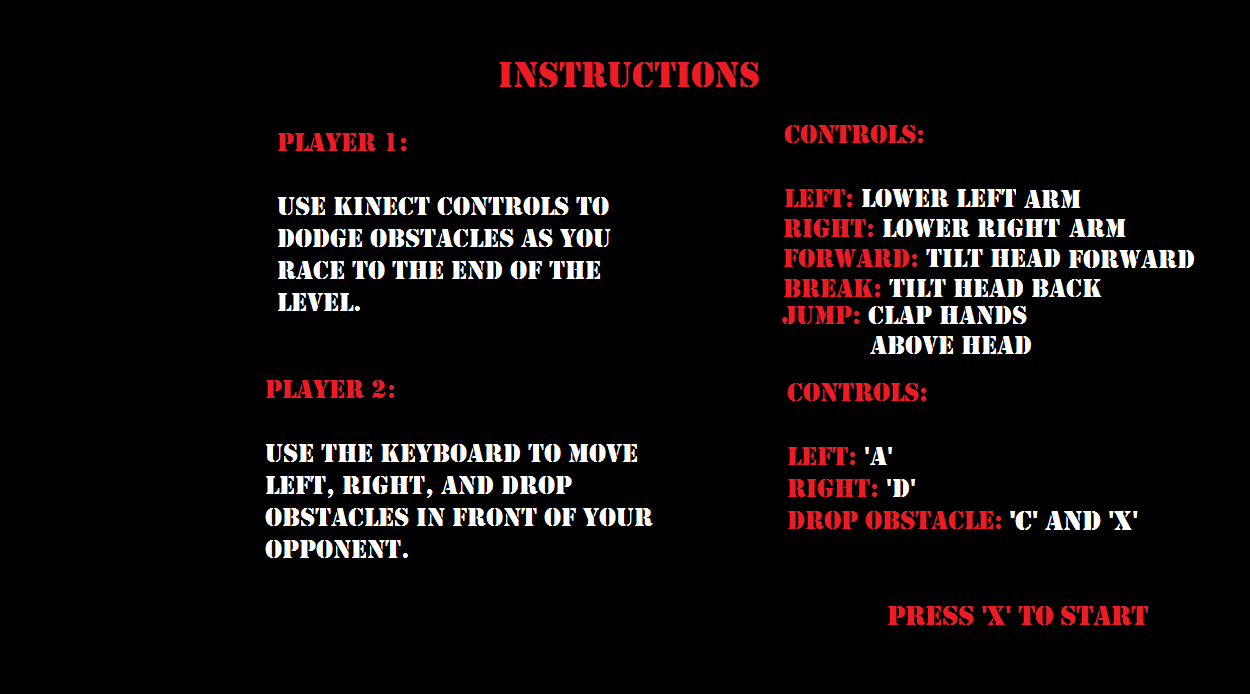 INSTRUCTIONS
PLAYER 1:
USE KINECT CONTROLS TO
DODGE OBSTACLES AS YOU
RACE TO THE END OF THE
LEVEL.
CONTROLS:
LEFT: LOWER LEFT ARM
RIGHT: LOWER RIGHT ARM
FORWARD: TILT HEAD FORWARD
BREAK: TILT HEAD BACK
JUMP: CLAP HANDS
ABOVE HEAD
PLAYER 2:
USE THE KEYBOARD TO MOVE
LEFT, RIGHT, AND DROP
OBSTACLES IN FRONT OF YOUR
OPPONENT.
CONTROLS:
LEFT: 'A'
RIGHT: 'D'
DROP OBSTACLE: 'C' AND 'X'
PRESS 'X' TO START